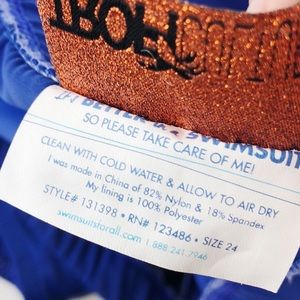 BETTER
SWIMSUIT
SO PLEASE TAKE CARE OF ME!
CLEAN WITH COLD WATER & ALLOW TO AIR DRY
I was made in China of 82% Nylon & 18% Spandex
My lining is 100% Polyester
STYLE# 131398 • RN# 123486 • SIZE 24
swimsuitsforall.com 1.888.241.7946